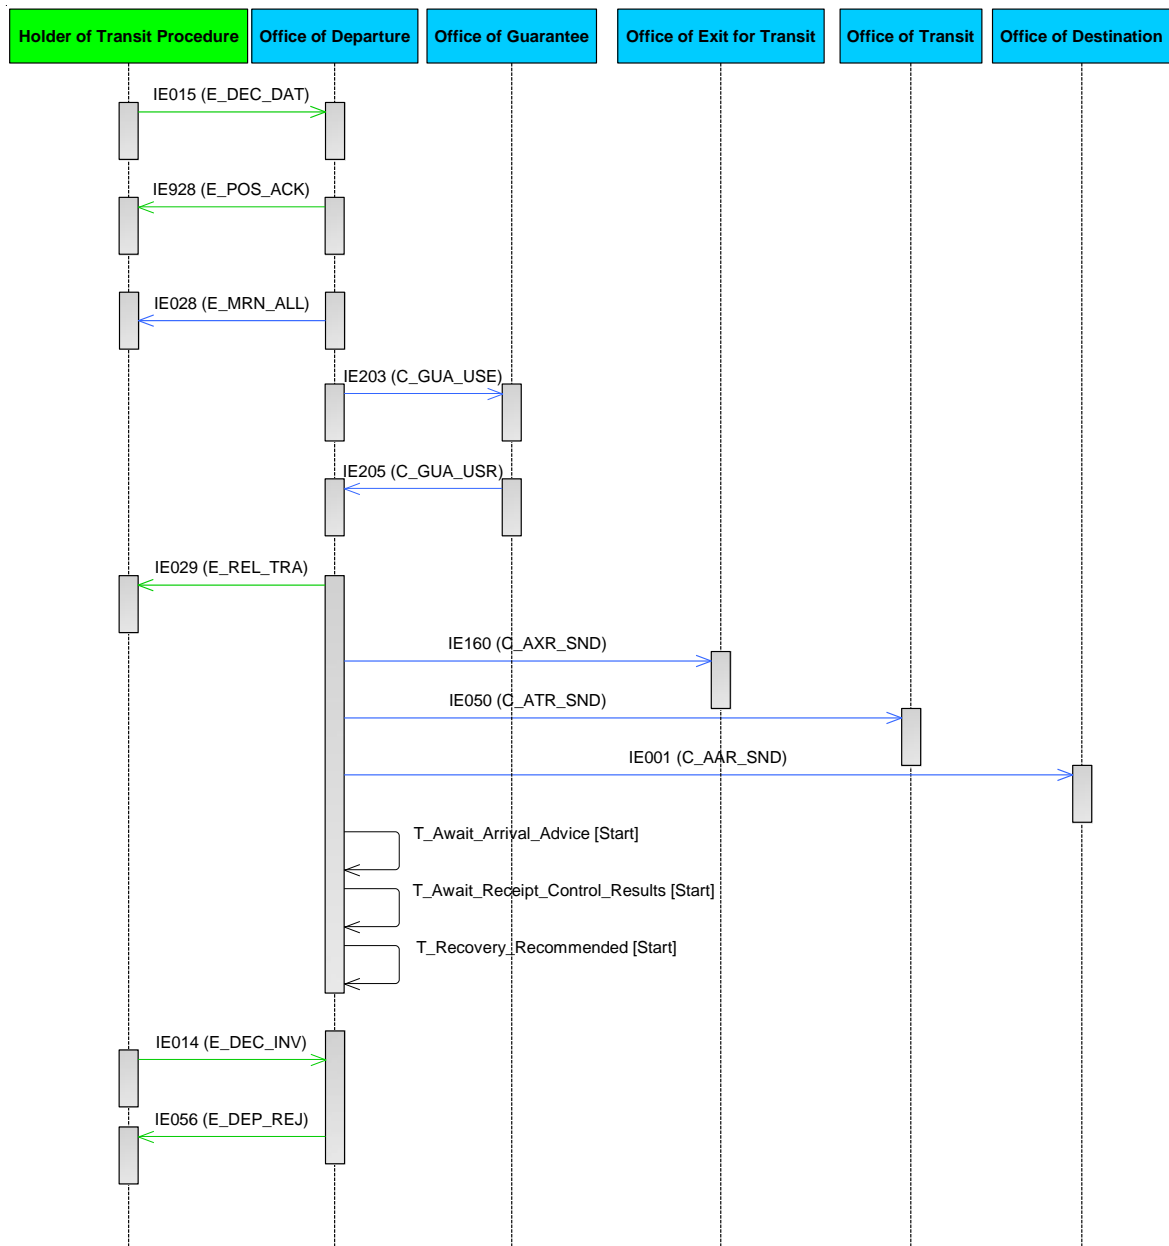 Holder of Transit Procedure
Office of Departure
Office of Guarantee
Office of Exit for Transit
Office of Transit
Office of Destination
IE015 (E_DEC_DAT)
IE928 (E_POS_ACK)
IE028 (E_MRN_ALL)
IE203 (C_GUA_USE)
IE205 (C_GUA_USR)
IE029 (E_REL_TRA)
IE160 (C_AXR_SND)
IE050 (C_ATR_SND)
IE001 (C_AAR_SND)
T_Await_Arrival_Advice [Start]
T_Await_Receipt_Control_Results [Start]
T_Recovery_Recommended [Start]
IE014 (E_DEC_INV)
IE056 (E_DEP_REJ)